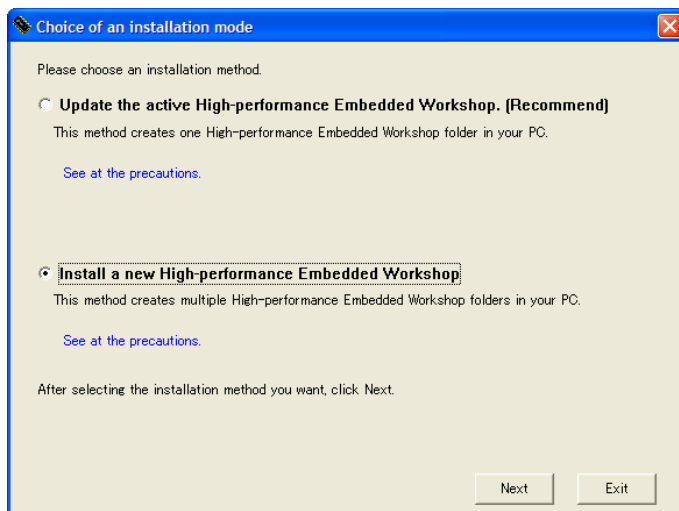 Choice of an installation mode
Please choose an installation method.
Update the active High-performance Embedded Workshop. (Recommend)
This method creates one High-performance Embedded Workshop folder in your PC.
See at the precautions.
Install a new High-performance Embedded Workshop
This method creates multiple High-performance Embedded Workshop folders in your PC.
See at the precautions.
After selecting the installation method you want, click Next.
Next Exit